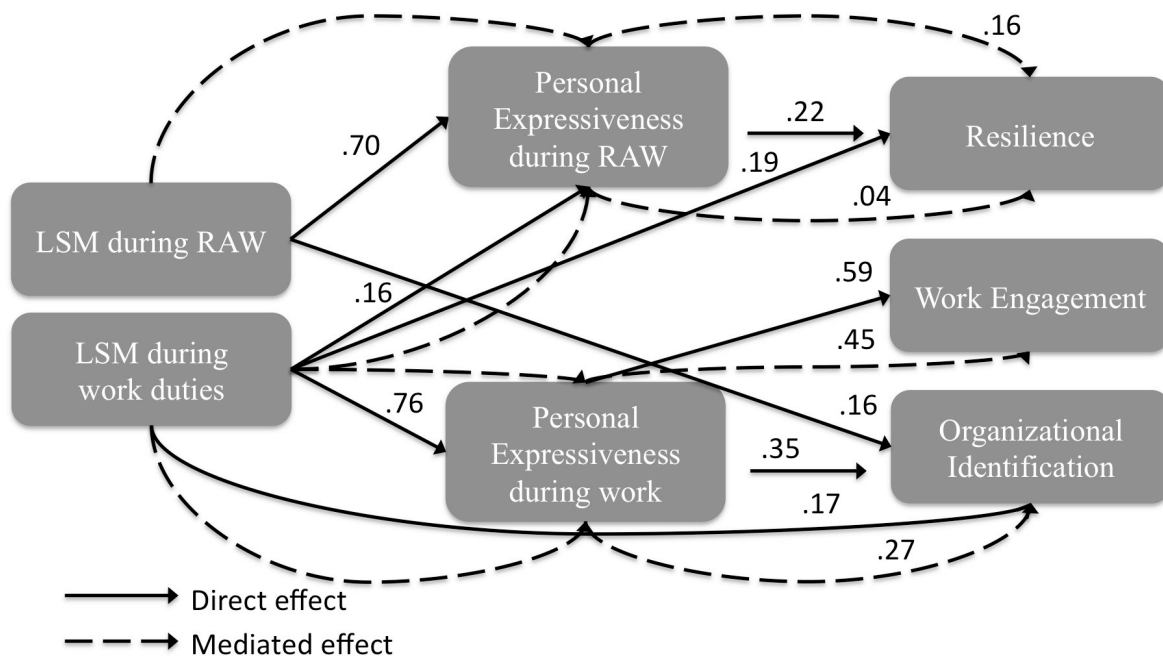 .16
Personal
Expressiveness
during RAW
.22
Resilience
.70
.19
.04
LSM during RAW
.16
.59
Work Engagement
LSM during
work duties
.45
.76
Personal
Expressiveness
during work
.16
.35
Organizational
Identification
.17
.27
Direct effect
Mediated effect